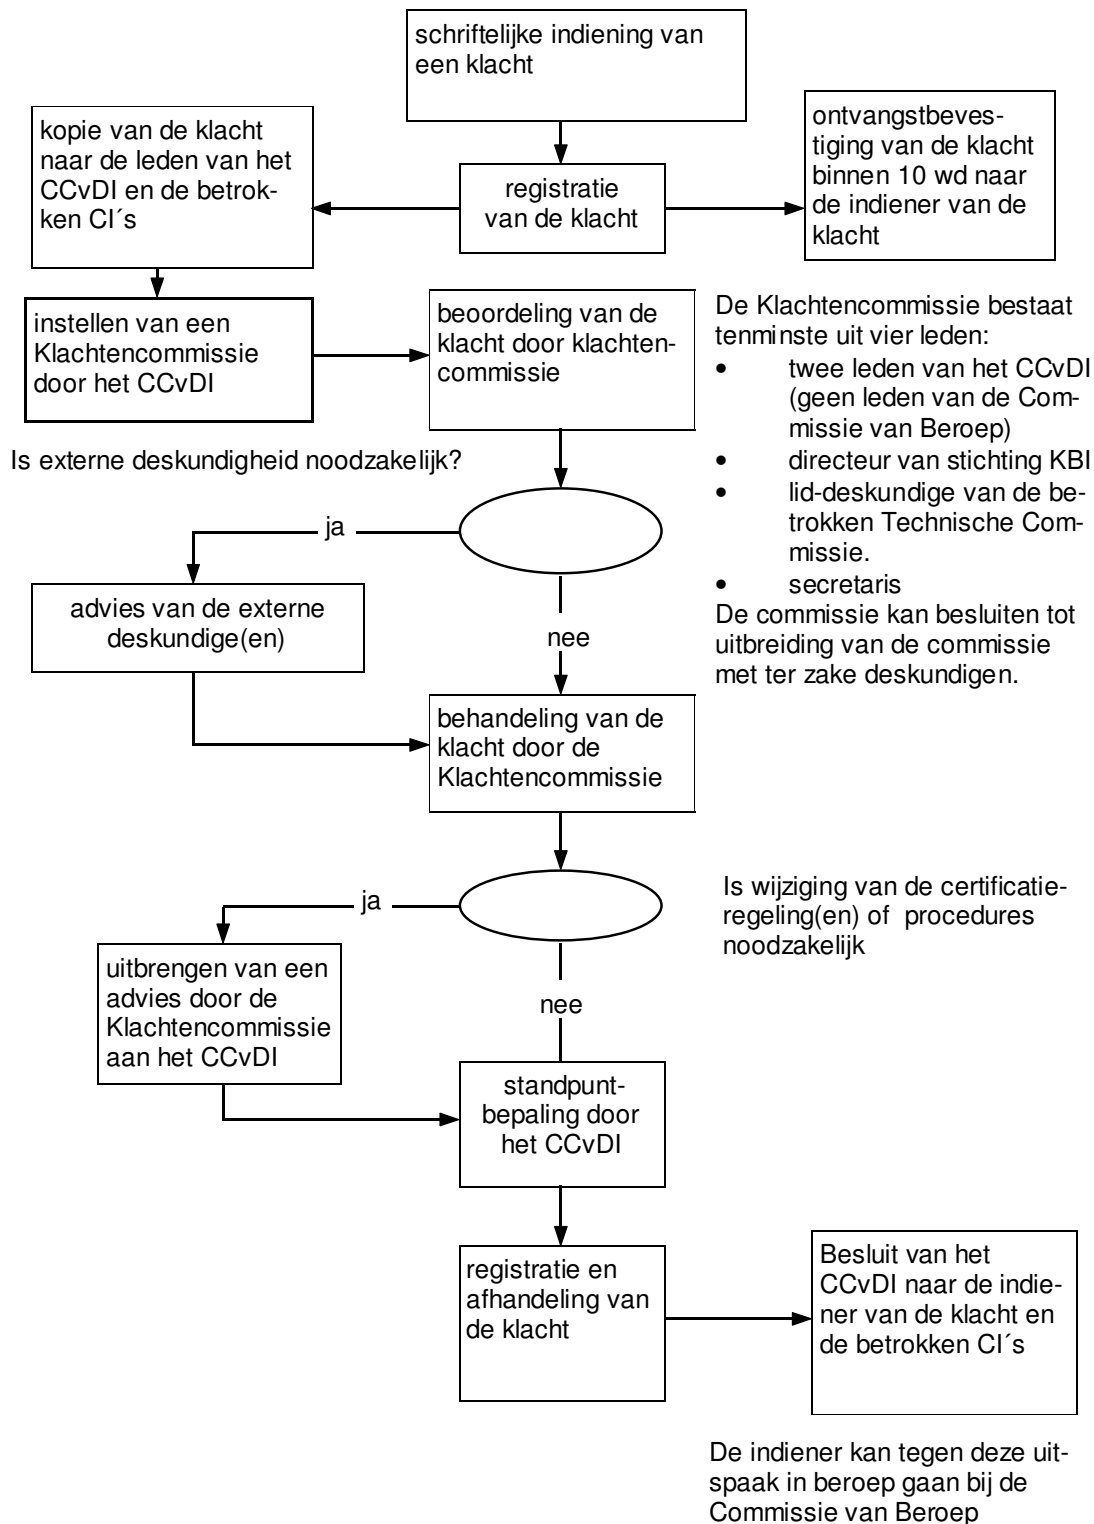 schriftelijke indiening van
een klacht
kopie van de klacht
naar de leden van het
CCvDI en de betrok-
ken CI´s
registratie
van de klacht
ontvangstbeves-
tiging van de klacht
binnen 10 wd naar
de indiener van de
klacht
instellen van een
Klachtencommissie
door het CCvDI
beoordeling van de
klacht door klachten-
commissie
De Klachtencommissie bestaat
tenminste uit vier leden:
• twee leden van het CCvDI
(geen leden van de Com-
missie van Beroep)
• directeur van stichting KBI
• lid-deskundige van de be-
trokken Technische Com-
missie.
• secretaris
De commissie kan besluiten tot
uitbreiding van de commissie
met ter zake deskundigen.
Is externe deskundigheid noodzakelijk?
ja
advies van de externe
deskundige(en)
nee
behandeling van de
klacht door de
Klachtencommissie
Is wijziging van de certificatie-
regeling(en) of procedures
noodzakelijk
ja
uitbrengen van een
advies door de
Klachtencommissie
aan het CCvDI
nee
standpunt-
bepaling door
het CCvDI
registratie en
afhandeling van
de klacht
Besluit van het
CCvDI naar de indie-
ner van de klacht en
de betrokken CI´s
De indiener kan tegen deze uit-
spaak in beroep gaan bij de
Commissie van Beroep